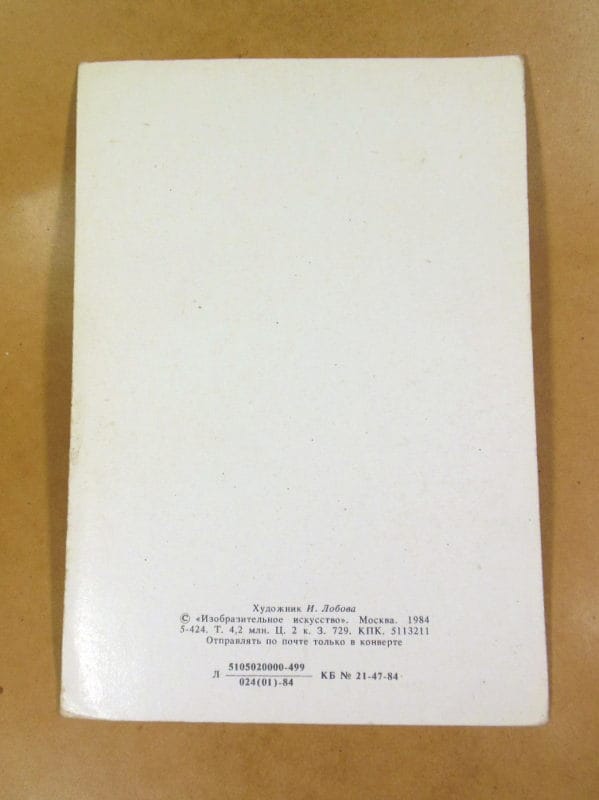 Художник И. Лобова
© «Изобразительное искусство». Москва. 1984
5-424. Т. 4,2 млн. Ц. 2 к. З. 729. КПК. 5113211
Отправлять по почте только в конверте
5105020000-499
Л КБ № 21-47-84
024(01)-84